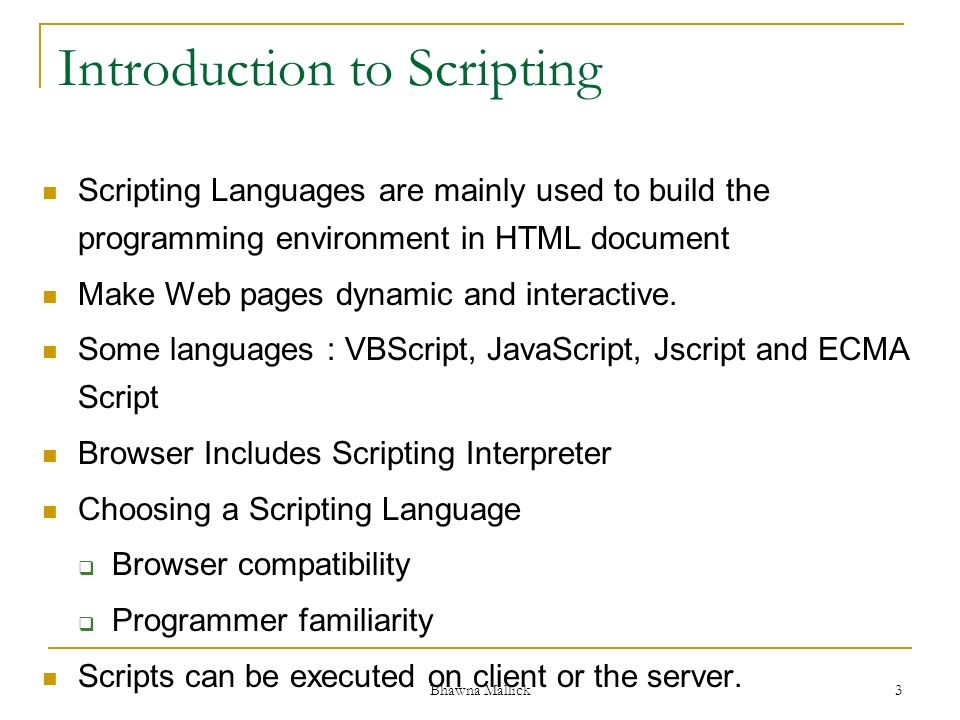 Introduction to Scripting
Scripting Languages are mainly used to build the
programming environment in HTML document
Make Web pages dynamic and interactive.
Some languages : VBScript, JavaScript, Jscript and ECMA
Script
Browser Includes Scripting Interpreter
Choosing a Scripting Language
Browser compatibility
Programmer familiarity
Scripts can be executed on client or the server.
Bhawna Mallick
3